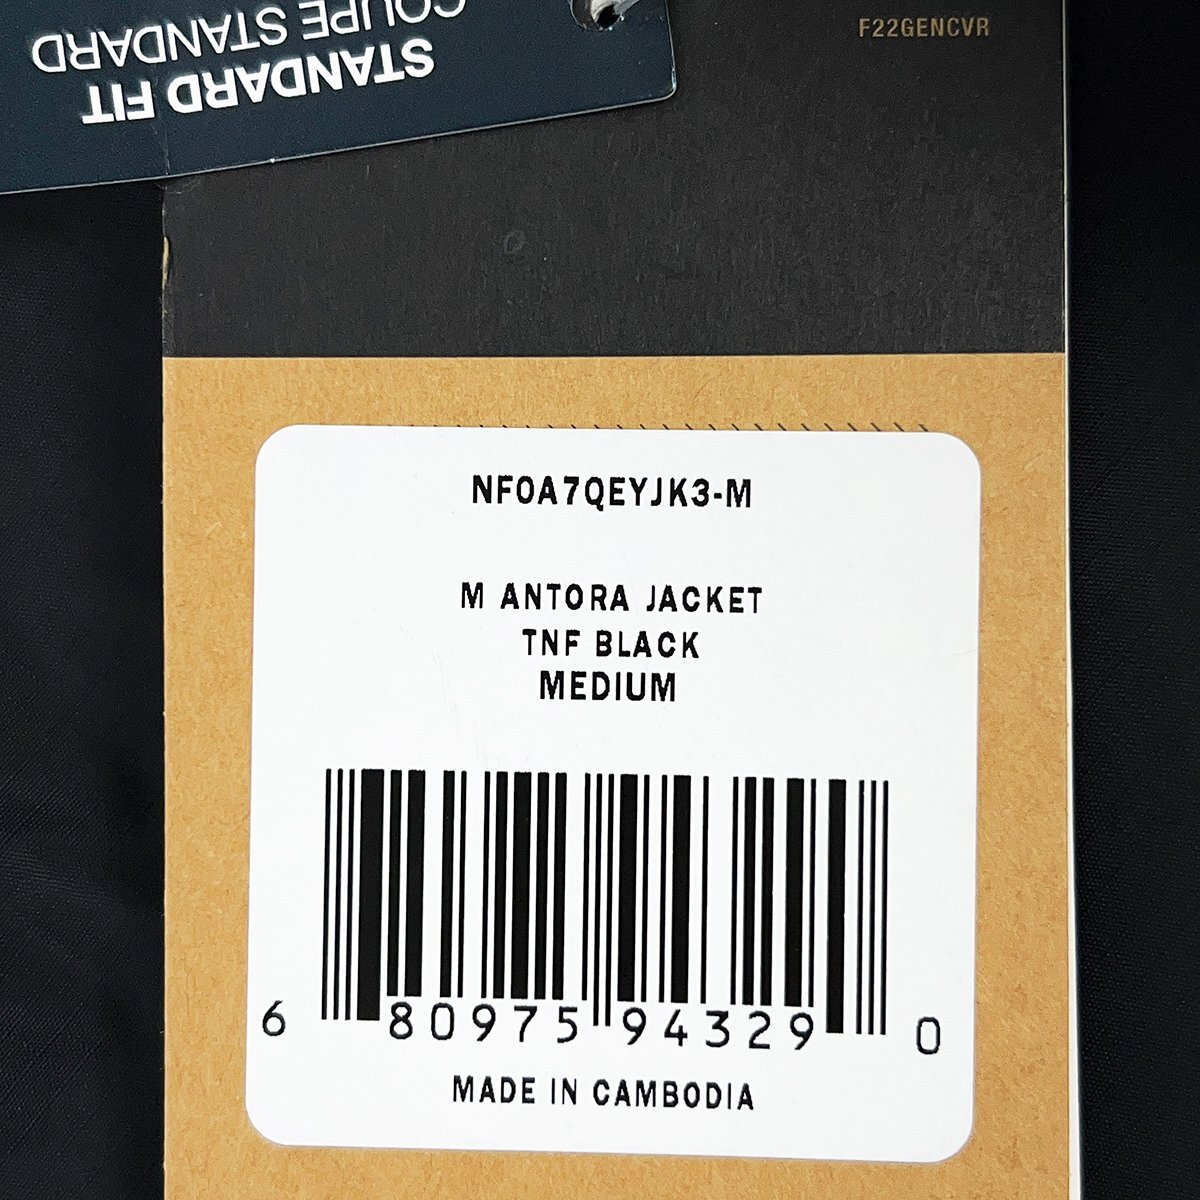 STANDARD FIT
COUPE STANDARD
F22GENCVR
NF0A7QEYJK3-M
M ANTORA JACKET
TNF BLACK
MEDIUM
6 80975 94329 0
MADE IN CAMBODIA